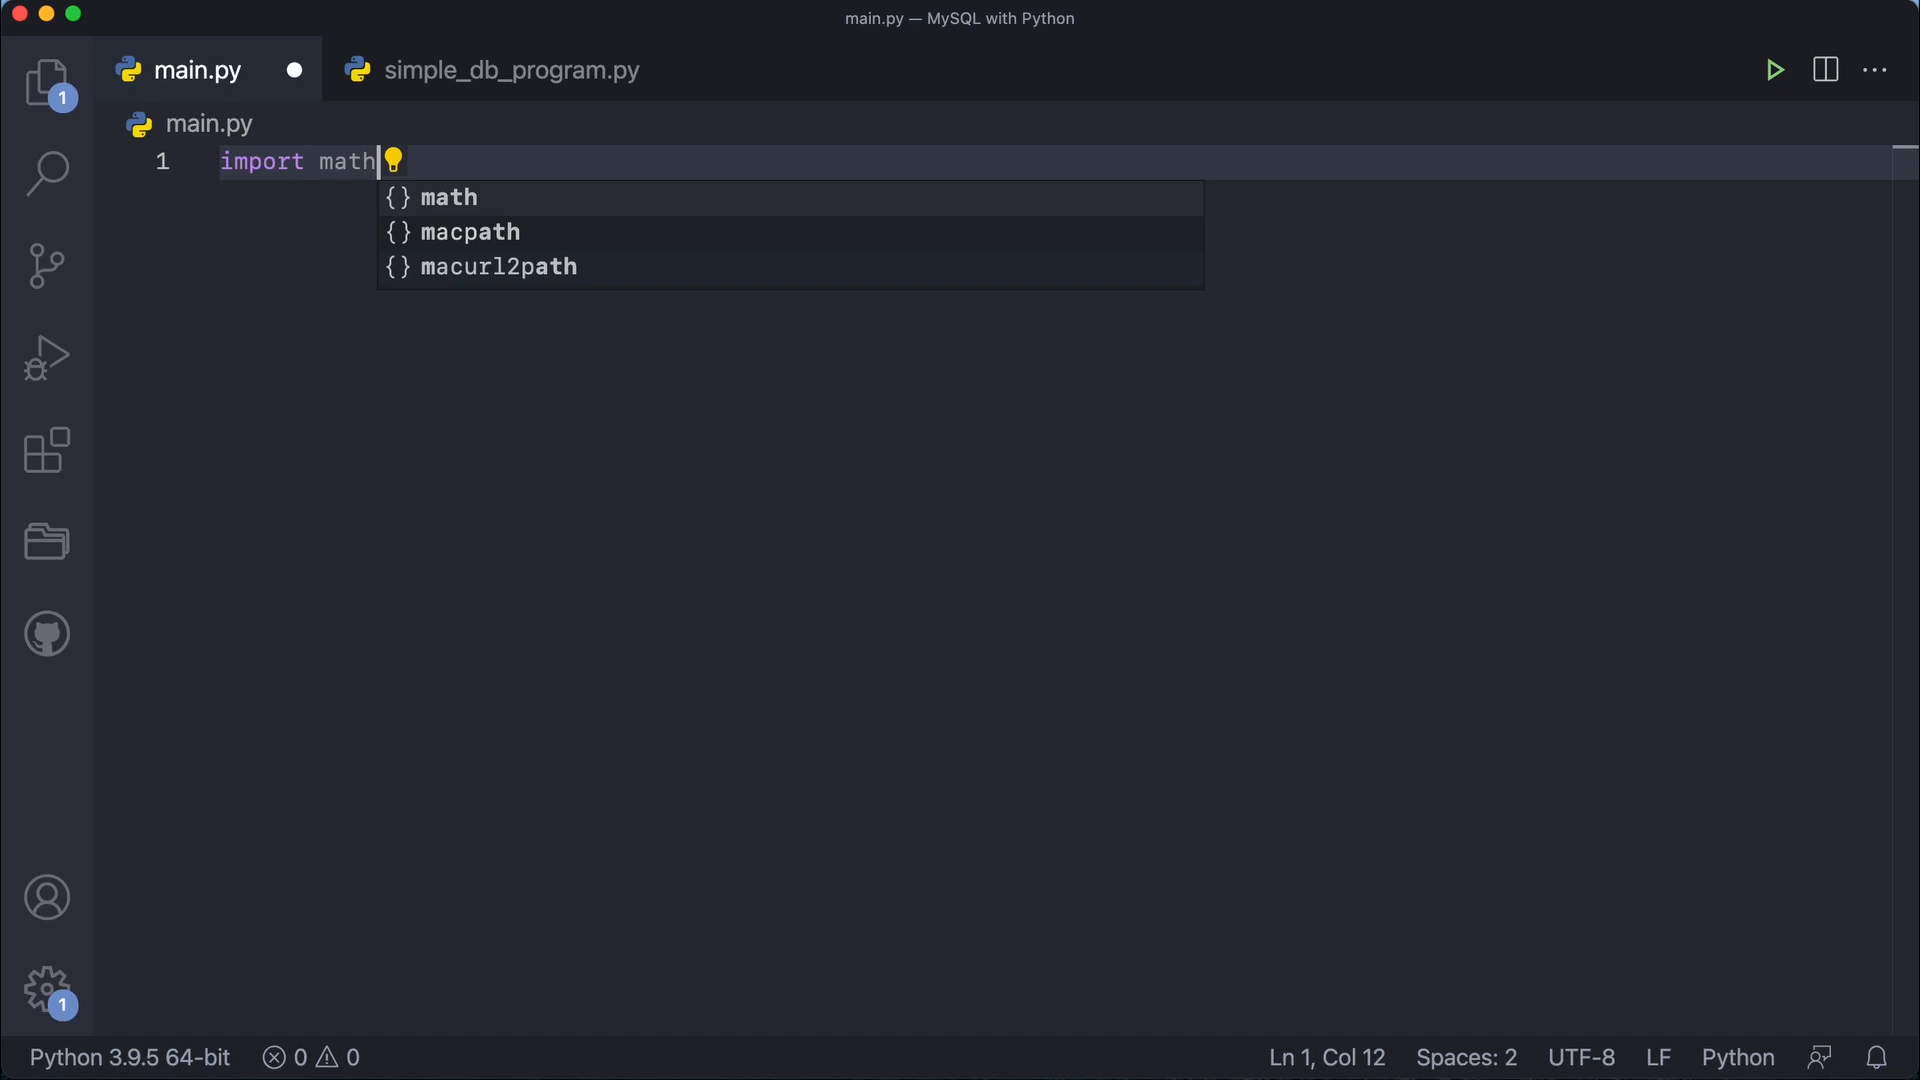 main.py — MySQL with Python
main.py
simple_db_program.py
1
main.py
1 import math
{} math
{} macpath
{} macurl2path
1
Python 3.9.5 64-bit 0 0 Ln 1, Col 12 Spaces: 2 UTF-8 LF Python